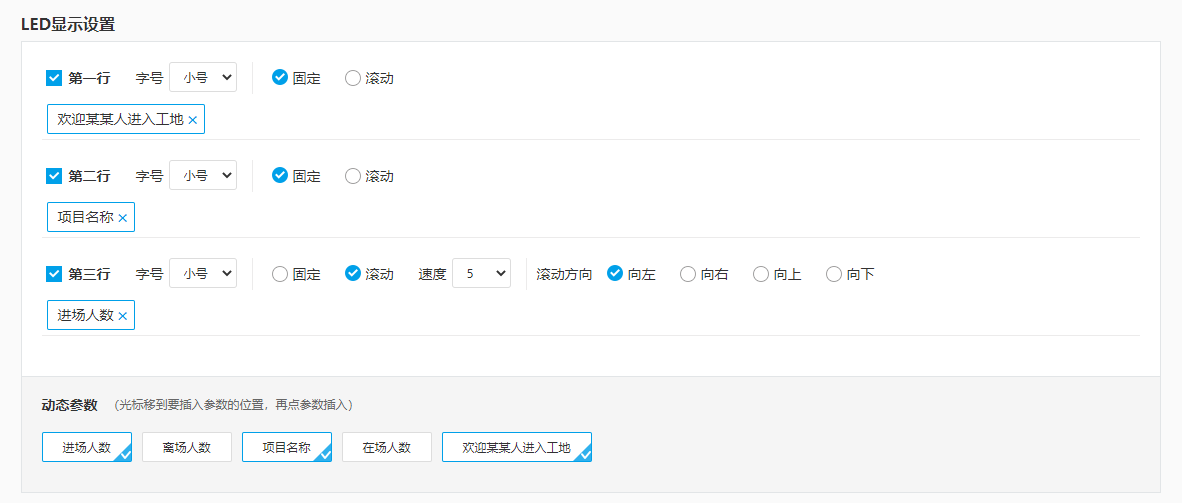 LED显示设置
第一行 字号 小号 固定 滚动
欢迎某某人进入工地 ×
第二行 字号 小号 固定 滚动
项目名称 ×
第三行 字号 小号 固定 滚动 速度 5 滚动方向 向左 向右 向上 向下
进场人数 ×
动态参数 (光标移到要插入参数的位置，再点参数插入)
进场人数 离场人数 项目名称 在场人数 欢迎某某人进入工地